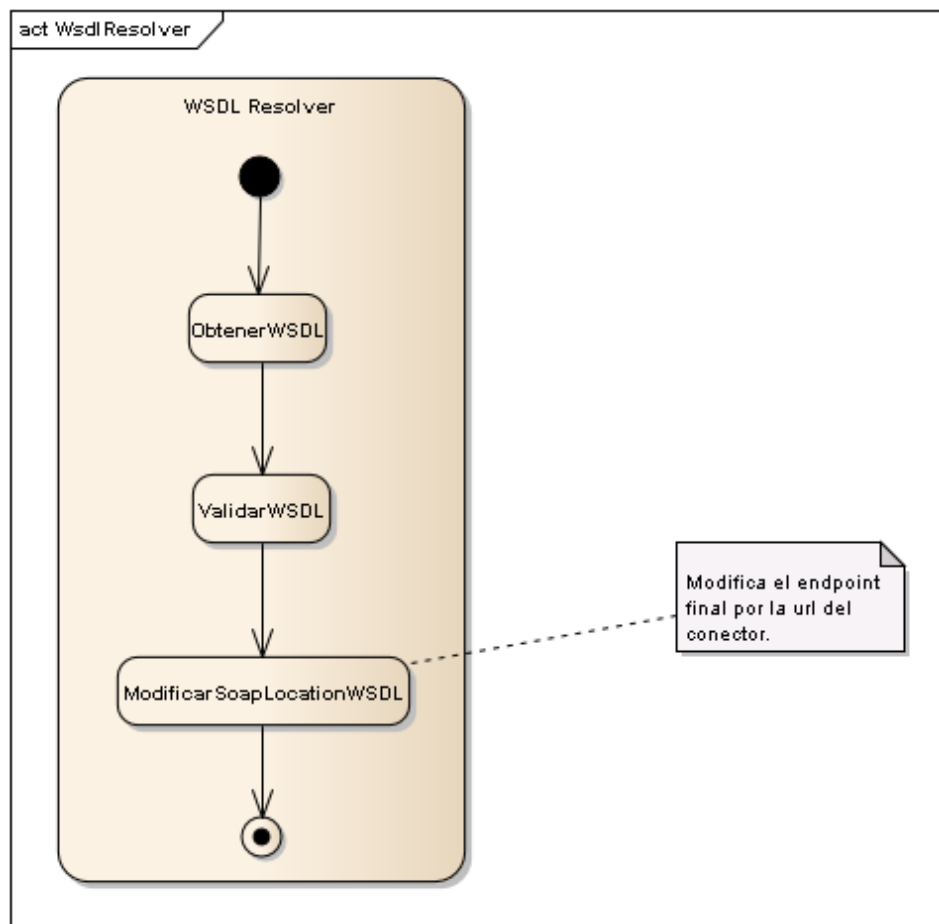 act WsdlResolver
WSDL Resolver
ObtenerWSDL
ValidarWSDL
Modifica el endpoint
final por la url del
conector.
ModificarSoapLocationWSDL